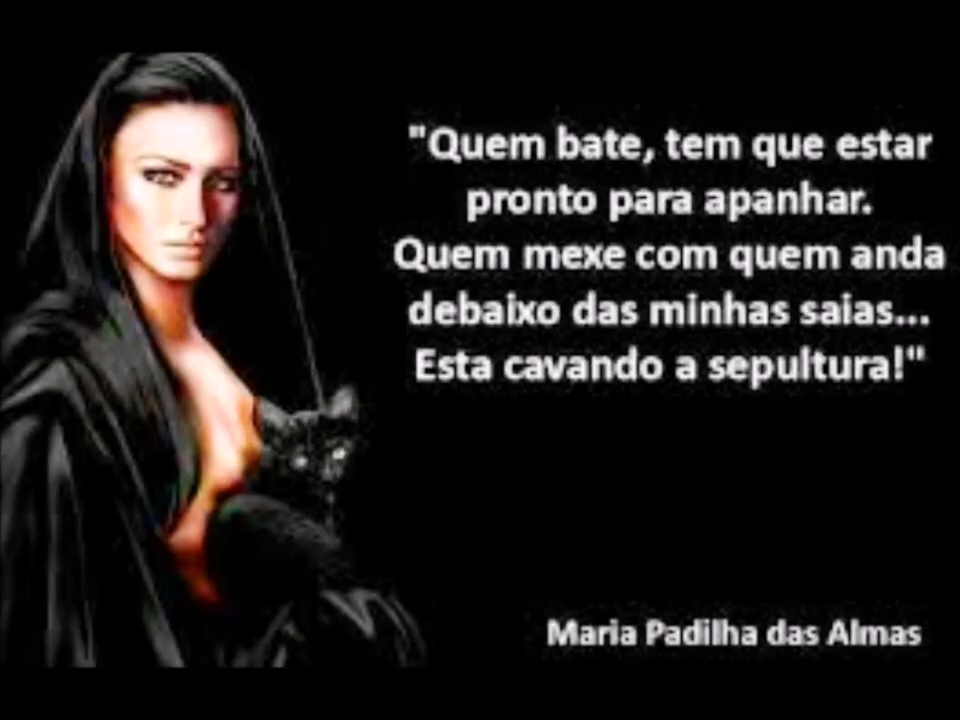 "Quem bate, tem que estar
pronto para apanhar.
Quem mexe com quem anda
debaixo das minhas saias...
Esta cavando a sepultura!"
Maria Padilha das Almas